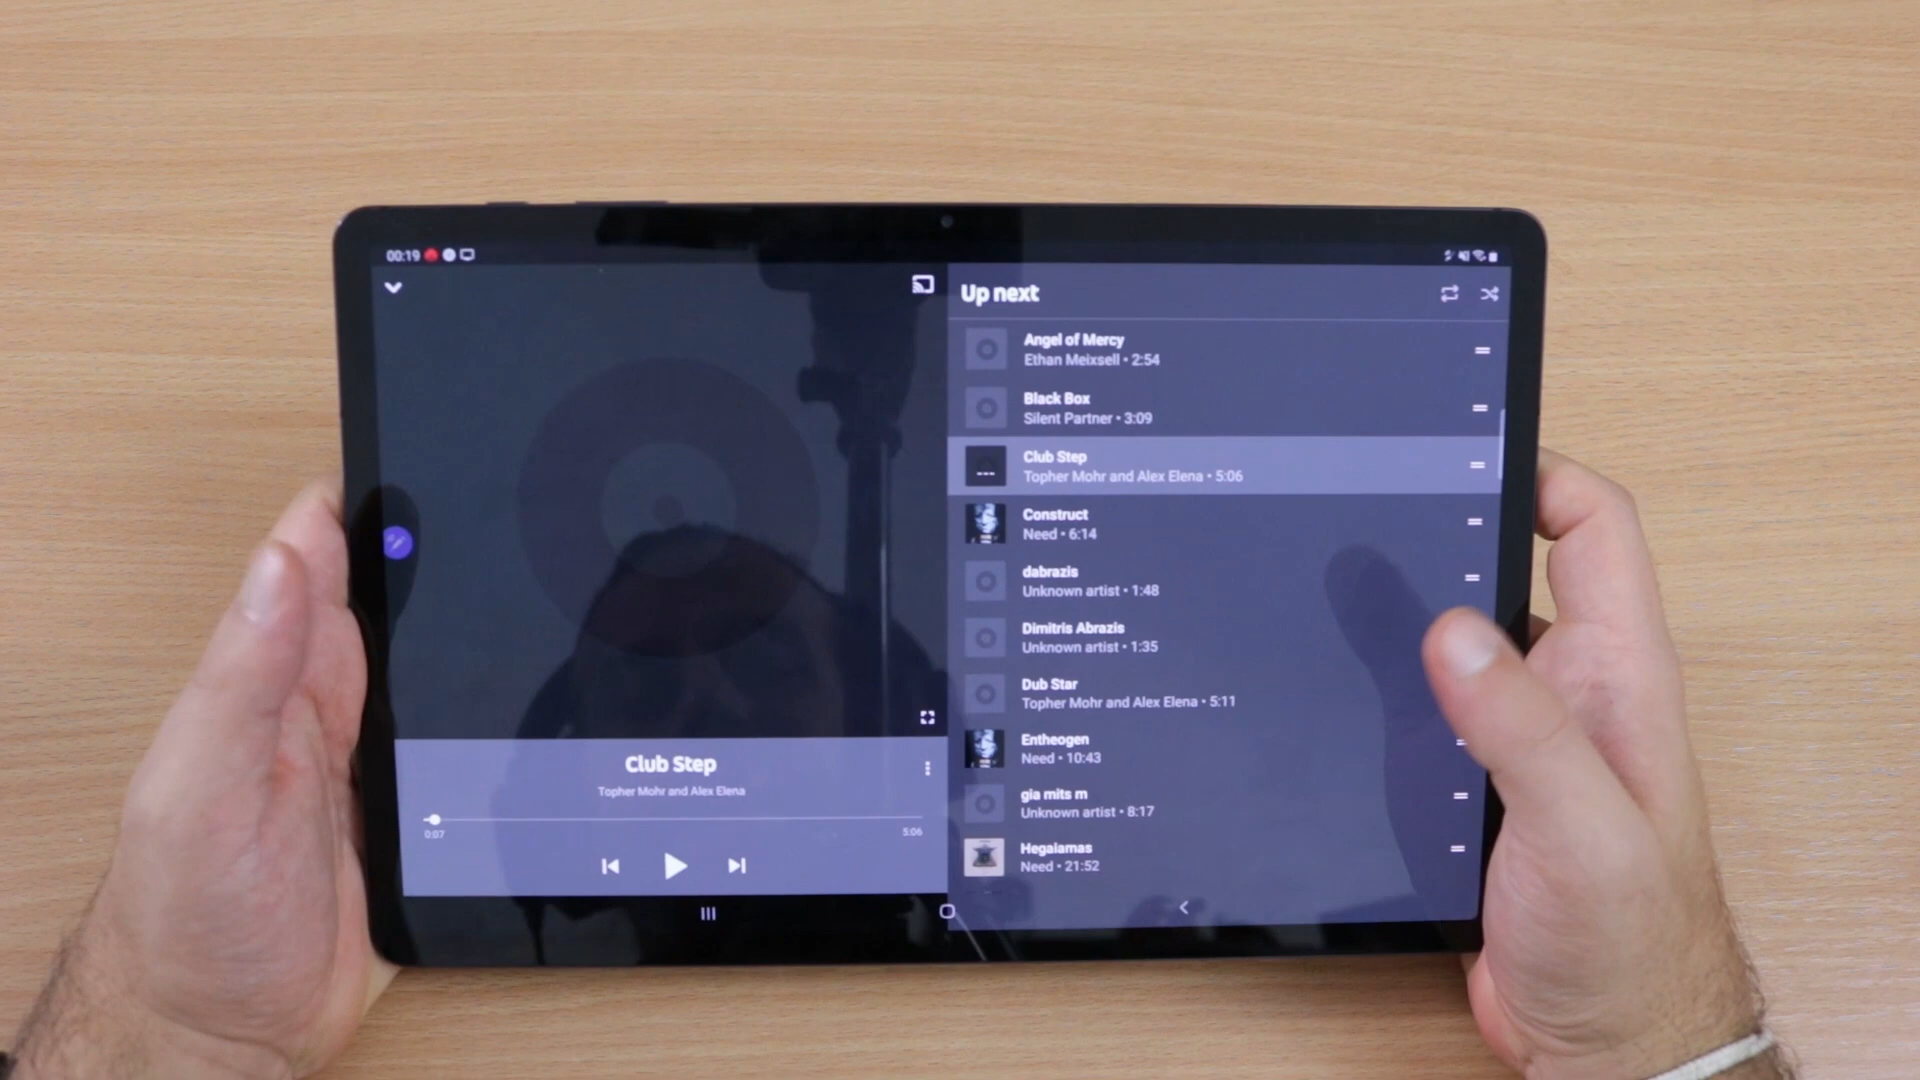 00:19
Up next
Angel of Mercy
Ethan Meixsell • 2:54
Black Box
Silent Partner • 3:09
Club Step
Topher Mohr and Alex Elena • 5:06
Construct
Need • 6:14
dabrazis
Unknown artist • 1:48
Dimitris Abrazis
Unknown artist • 1:35
Dub Star
Topher Mohr and Alex Elena • 5:11
Entheogen
Need • 10:43
gia mits m
Unknown artist • 8:17
Hegaiamas
Need • 21:52
Club Step
Topher Mohr and Alex Elena
0:07
5:06